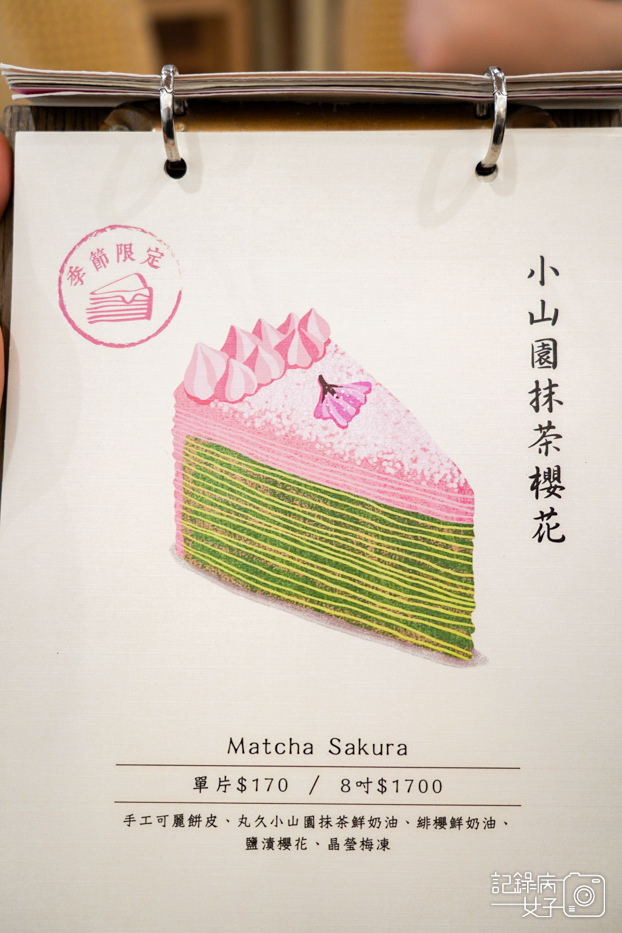 季節限定
小山園抹茶櫻花
Matcha Sakura
單片$170 / 8吋$1700
手工可麗餅皮、丸久小山園抹茶鮮奶油、緋櫻鮮奶油、
鹽漬櫻花、晶瑩梅凍
記錄病
女子